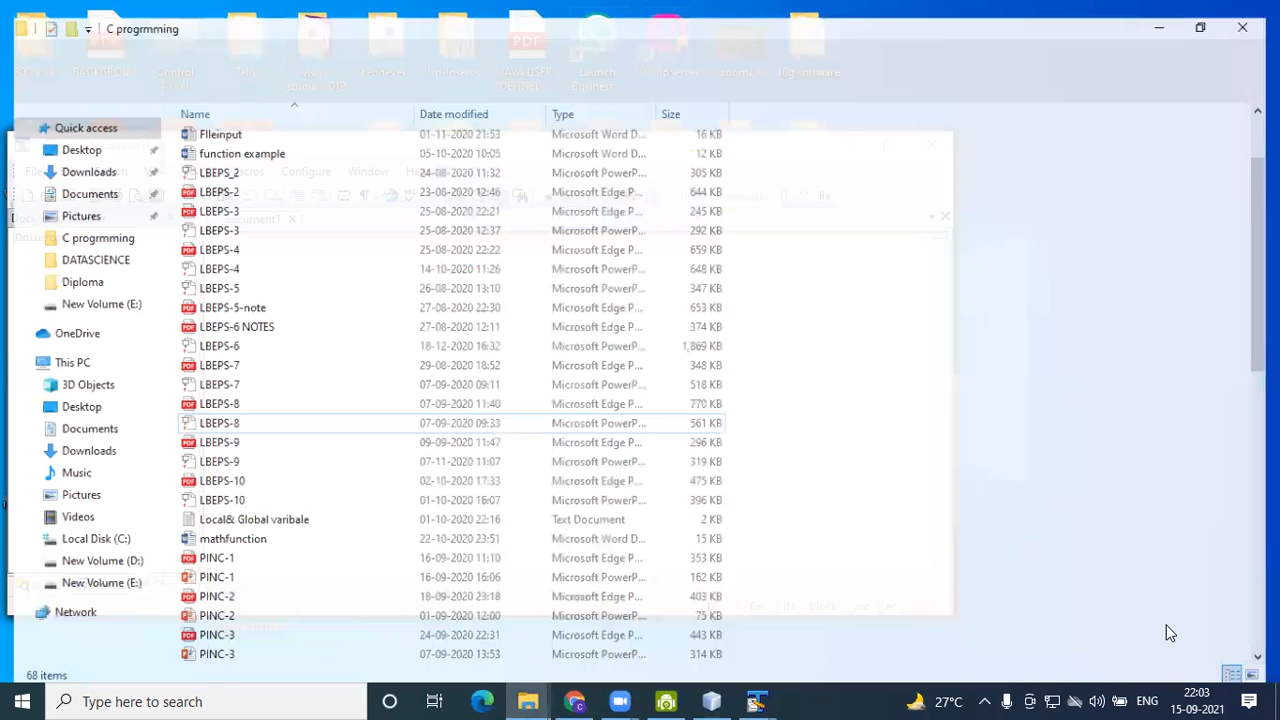 C progrmming
Control
Launch
JAVA USER
DEFINEL
Business
Name Date modified Type Size
Quick access
Desktop
Downloads
Documents
Pictures
C progrmming
DATASCIENCE
Diploma
New Volume (E:)
OneDrive
This PC
3D Objects
Desktop
Documents
Downloads
Music
Pictures
Videos
Local Disk (C:)
New Volume (D:)
New Volume (E:)
Network
FIleinput 01-11-2020 21:53 Microsoft Word D... 16 KB
function example 05-10-2020 10:05 Microsoft Word D... 12 KB
LBEPS_2 24-08-2020 11:32 Microsoft PowerP... 305 KB
LBEPS-2 23-08-2020 12:46 Microsoft Edge P... 644 KB
LBEPS-3 25-08-2020 22:21 Microsoft Edge P... 245 KB
LBEPS-3 25-08-2020 12:37 Microsoft PowerP... 292 KB
LBEPS-4 25-08-2020 22:22 Microsoft Edge P... 659 KB
LBEPS-4 14-10-2020 11:26 Microsoft PowerP... 648 KB
LBEPS-5 26-08-2020 13:10 Microsoft PowerP... 347 KB
LBEPS-5-note 27-08-2020 22:30 Microsoft Edge P... 653 KB
LBEPS-6 NOTES 27-08-2020 12:11 Microsoft Edge P... 374 KB
LBEPS-6 18-12-2020 16:32 Microsoft PowerP... 1,869 KB
LBEPS-7 29-08-2020 18:52 Microsoft Edge P... 348 KB
LBEPS-7 07-09-2020 09:11 Microsoft PowerP... 518 KB
LBEPS-8 07-09-2020 11:40 Microsoft Edge P... 770 KB
LBEPS-8 07-09-2020 09:33 Microsoft PowerP... 561 KB
LBEPS-9 09-09-2020 11:47 Microsoft Edge P... 296 KB
LBEPS-9 07-11-2020 11:07 Microsoft PowerP... 319 KB
LBEPS-10 02-10-2020 17:33 Microsoft Edge P... 475 KB
LBEPS-10 01-10-2020 16:07 Microsoft PowerP... 396 KB
Local& Global varibale 01-10-2020 22:16 Text Document 2 KB
mathfunction 22-10-2020 23:51 Microsoft Word D... 15 KB
PINC-1 16-09-2020 11:10 Microsoft Edge P... 353 KB
PINC-1 16-09-2020 16:06 Microsoft PowerP... 162 KB
PINC-2 18-09-2020 23:18 Microsoft Edge P... 403 KB
PINC-2 01-09-2020 12:00 Microsoft PowerP... 75 KB
PINC-3 24-09-2020 22:31 Microsoft Edge P... 443 KB
PINC-3 07-09-2020 13:53 Microsoft PowerP... 314 KB
Configure Window
68 items
Type here to search
27°C
ENG
22:03
15-09-2021